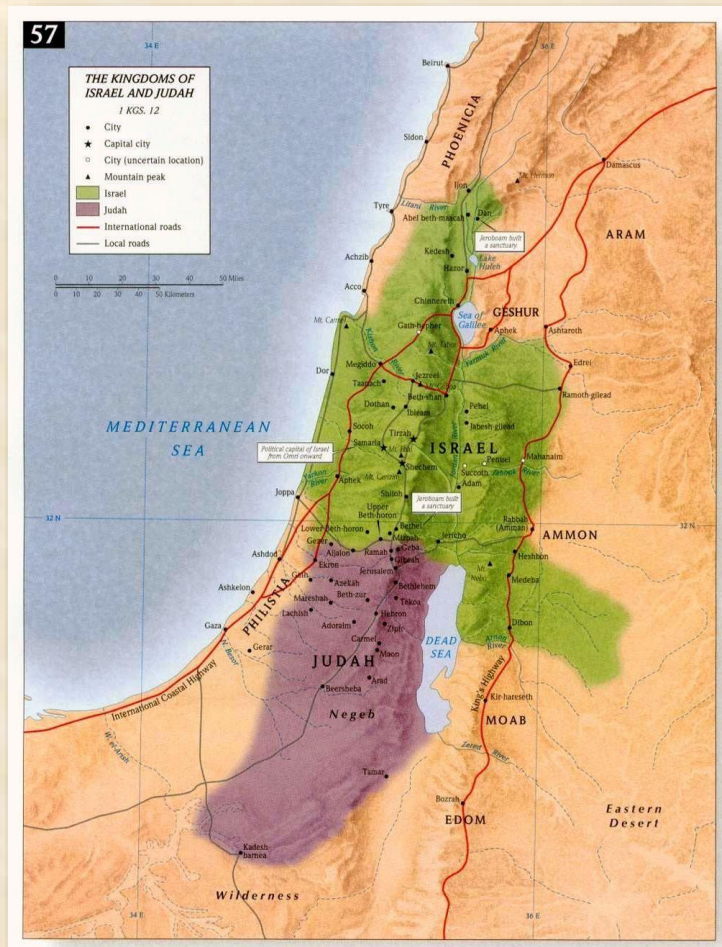 57
34 E
36 E
THE KINGDOMS OF
ISRAEL AND JUDAH
1 KGS. 12
City
Capital city
City (uncertain location)
Mountain peak
Israel
Judah
International roads
Local roads
0 10 20 30 40 50 Miles
0 10 20 30 40 50 Kilometers
Beirut
Sidon
PHOENICIA
Mt. Hermon
Damascus
Ijon
Tyre
Litani River
Abel beth-maacah
Dan
ARAM
Jeroboam built
a sanctuary
Kedesh
Achzib
Lake
Huleh
Hazor
Acco
Chinnereth
GESHUR
Mt. Carmel
Sea of
Galilee
Gath-hepher
Aphek
Ashtaroth
Kishon
River
Mt. Tabor
Yarmuk River
Megiddo
Edrei
Dor
Taanach
Jezreel
Beth-shan
Ramoth-gilead
Dothan
Ibleam
Pehel
Jabesh-gilead
MEDITERRANEAN
SEA
Socoh
Tirzah
ISRAEL
Political capital of Israel
from Omri onward
Samaria
Mt. Ebal
Shechem
Penuel
Mahanaim
Succoth
Jabbok River
Mt. Gerizim
Adam
Yarkon
River
Aphek
Joppa
Shiloh
Jeroboam built
a sanctuary
Upper
Beth-horon
32 N
32 N
Lower Beth-horon
Bethel
Rabbah
(Amman)
AMMON
Mizpah
Jericho
Gezer
Aijalon
Ramah
Geba
Gibeah
Heshbon
Ashdod
Ekron
Jerusalem
Mt.
Nebo
Gath
Azekah
Bethlehem
Medeba
Ashkelon
PHILISTIA
Mareshah
Beth-zur
Tekoa
Lachish
Hebron
Dibon
Gaza
Adoraim
Ziph
DEAD
SEA
Arnon
River
N. Besor
Gerar
Carmel
Maon
JUDAH
Arad
Beersheba
King's Highway
Kir-hareseth
International Coastal Highway
Negeb
MOAB
W. el-Arish
Zered River
Tamar
Bozrah
EDOM
Eastern
Desert
Kadesh-
barnea
Wilderness
34 E
36 E